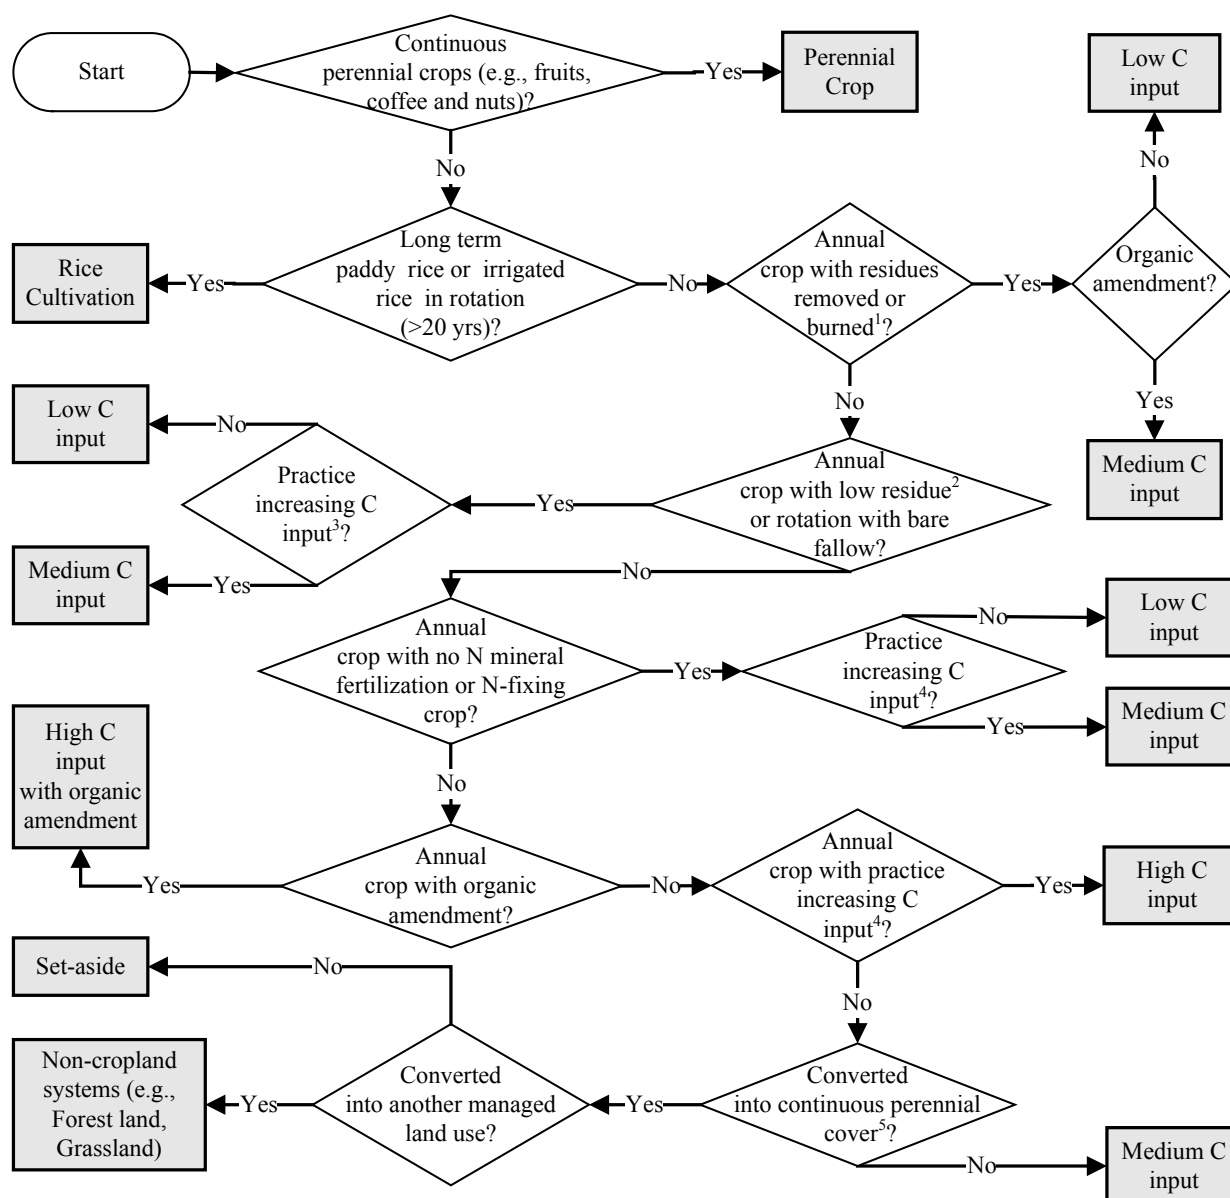 Start
Continuous
perennial crops (e.g., fruits,
coffee and nuts)?
Yes
Perennial
Crop
Low C
input
No
No
Long term
paddy rice or irrigated
rice in rotation
(>20 yrs)?
Yes
Rice
Cultivation
No
Annual
crop with residues
removed or
burned¹?
Yes
Organic
amendment?
Yes
Medium C
input
No
Annual
crop with low residue²
or rotation with bare
fallow?
Yes
Practice
increasing C
input³?
No
Low C
input
Yes
Medium C
input
No
Annual
crop with no N mineral
fertilization or N-fixing
crop?
Yes
Practice
increasing C
input⁴?
No
Low C
input
Yes
Medium C
input
No
Annual
crop with organic
amendment?
Yes
High C
input
with organic
amendment
No
Annual
crop with practice
increasing C
input⁴?
Yes
High C
input
No
Converted
into continuous perennial
cover⁵?
No
Medium C
input
Yes
Converted
into another managed
land use?
No
Set-aside
Yes
Non-cropland
systems (e.g.,
Forest land,
Grassland)